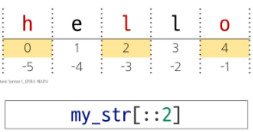 h e l l o
0 1 2 3 4
-5 -4 -3 -2 -1
my_str[::2]